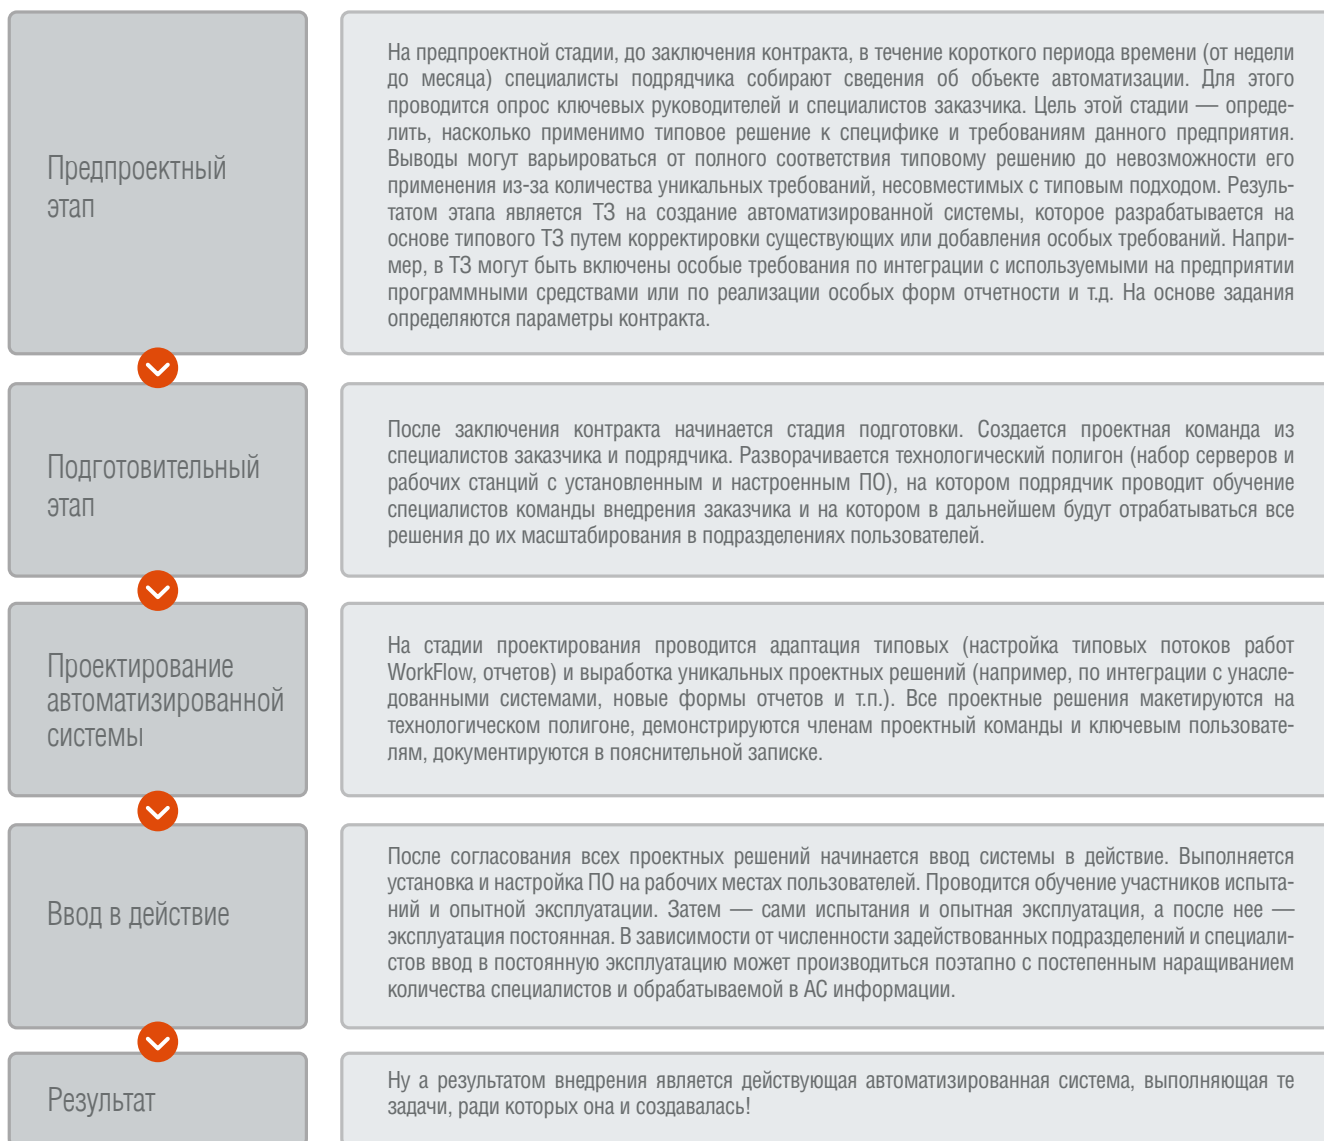 Предпроектный
этап
На предпроектной стадии, до заключения контракта, в течение короткого периода времени (от недели
до месяца) специалисты подрядчика собирают сведения об объекте автоматизации. Для этого
проводится опрос ключевых руководителей и специалистов заказчика. Цель этой стадии — опреде-
лить, насколько применимо типовое решение к специфике и требованиям данного предприятия.
Выводы могут варьироваться от полного соответствия типовому решению до невозможности его
применения из-за количества уникальных требований, несовместимых с типовым подходом. Резуль-
татом этапа является ТЗ на создание автоматизированной системы, которое разрабатывается на
основе типового ТЗ путем корректировки существующих или добавления особых требований. Напри-
мер, в ТЗ могут быть включены особые требования по интеграции с используемыми на предприятии
программными средствами или по реализации особых форм отчетности и т.д. На основе задания
определяются параметры контракта.
Подготовительный
этап
После заключения контракта начинается стадия подготовки. Создается проектная команда из
специалистов заказчика и подрядчика. Разворачивается технологический полигон (набор серверов и
рабочих станций с установленным и настроенным ПО), на котором подрядчик проводит обучение
специалистов команды внедрения заказчика и на котором в дальнейшем будут отрабатываться все
решения до их масштабирования в подразделениях пользователей.
Проектирование
автоматизированной
системы
На стадии проектирования проводится адаптация типовых (настройка типовых потоков работ
WorkFlow, отчетов) и выработка уникальных проектных решений (например, по интеграции с унасле-
дованными системами, новые формы отчетов и т.п.). Все проектные решения макетируются на
технологическом полигоне, демонстрируются членам проектный команды и ключевым пользовате-
лям, документируются в пояснительной записке.
Ввод в действие
После согласования всех проектных решений начинается ввод системы в действие. Выполняется
установка и настройка ПО на рабочих местах пользователей. Проводится обучение участников испыта-
ний и опытной эксплуатации. Затем — сами испытания и опытная эксплуатация, а после нее —
эксплуатация постоянная. В зависимости от численности задействованных подразделений и специали-
стов ввод в постоянную эксплуатацию может производиться поэтапно с постепенным наращиванием
количества специалистов и обрабатываемой в АС информации.
Результат
Ну а результатом внедрения является действующая автоматизированная система, выполняющая те
задачи, ради которых она и создавалась!